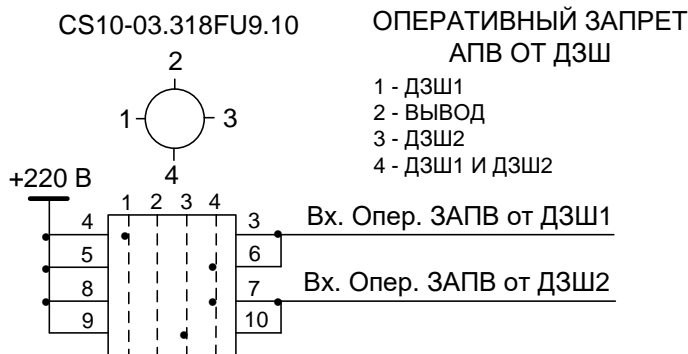 CS10-03.318FU9.10
ОПЕРАТИВНЫЙ ЗАПРЕТ
АПВ ОТ ДЗШ
1 - ДЗШ1
2 - ВЫВОД
3 - ДЗШ2
4 - ДЗШ1 И ДЗШ2
2
1
3
4
+220 В
1 2 3 4
4 3 Вх. Опер. ЗАПВ от ДЗШ1
5 6
8 7 Вх. Опер. ЗАПВ от ДЗШ2
9 10